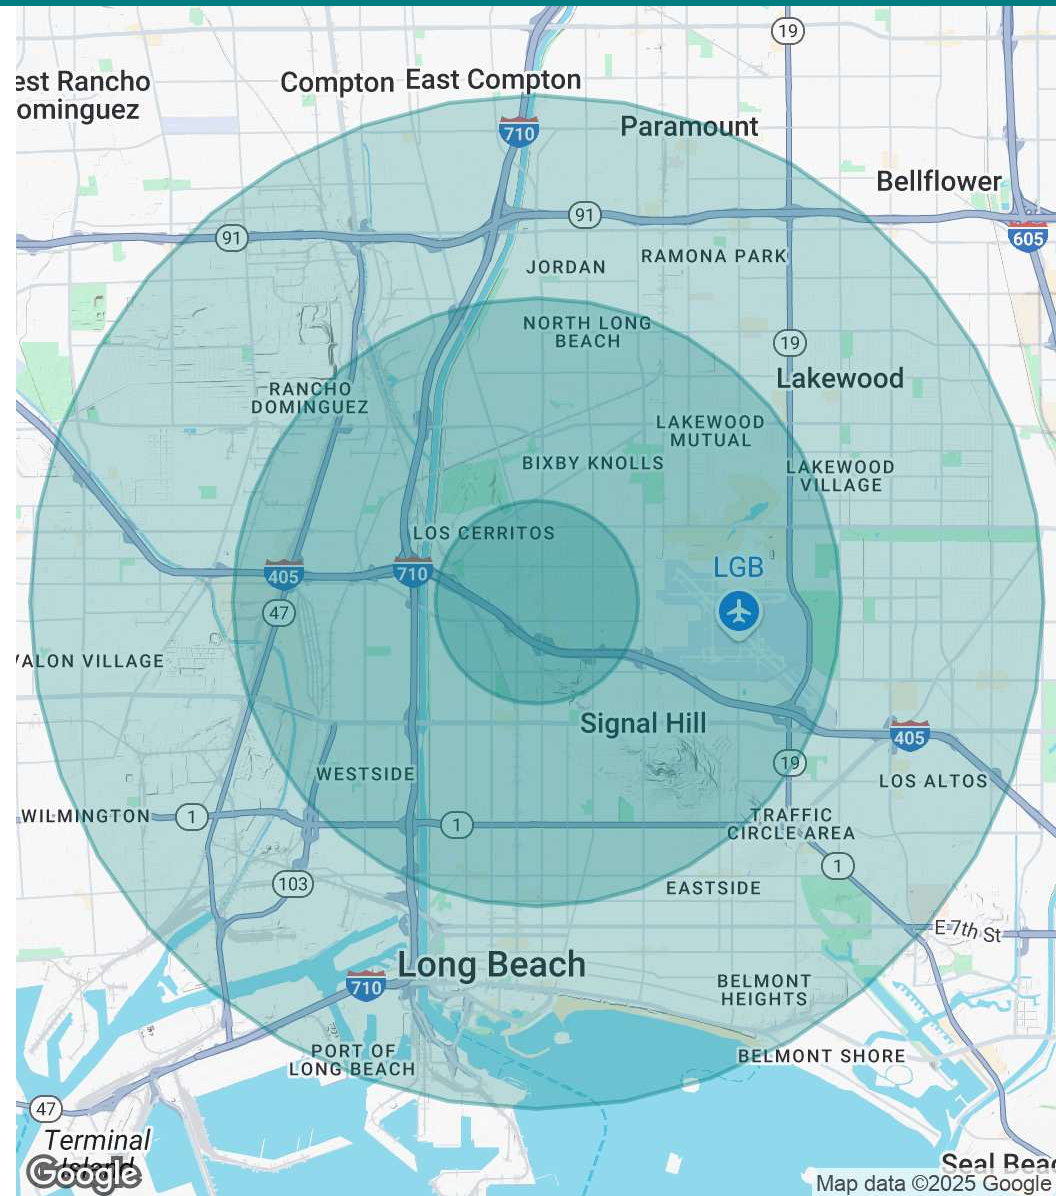 19
est Rancho
ominguez
Compton
East Compton
710
Paramount
Bellflower
91
91
605
JORDAN
RAMONA PARK
NORTH LONG
BEACH
19
Lakewood
RANCHO
DOMINGUEZ
LAKEWOOD
MUTUAL
BIXBY KNOLLS
LAKEWOOD
VILLAGE
LOS CERRITOS
405
710
LGB
47
VALON VILLAGE
Signal Hill
405
19
WESTSIDE
LOS ALTOS
WILMINGTON
1
1
TRAFFIC
CIRCLE AREA
1
103
EASTSIDE
E 7th St
Long Beach
710
BELMONT
HEIGHTS
PORT OF
LONG BEACH
BELMONT SHORE
47
Terminal
Island
Google
Seal Beac
Map data ©2025 Google